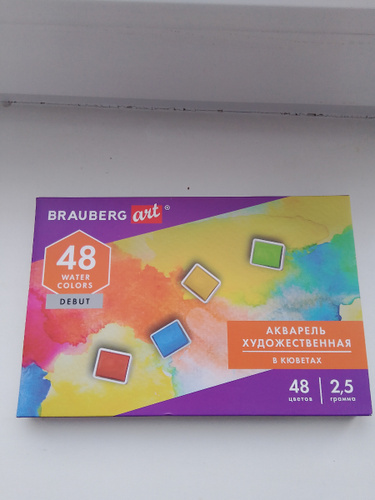 BRAUBERG art ®
48
WATER
COLORS
DEBUT
АКВАРЕЛЬ
ХУДОЖЕСТВЕННАЯ
В КЮВЕТАХ
48 | 2,5
цветов грамма